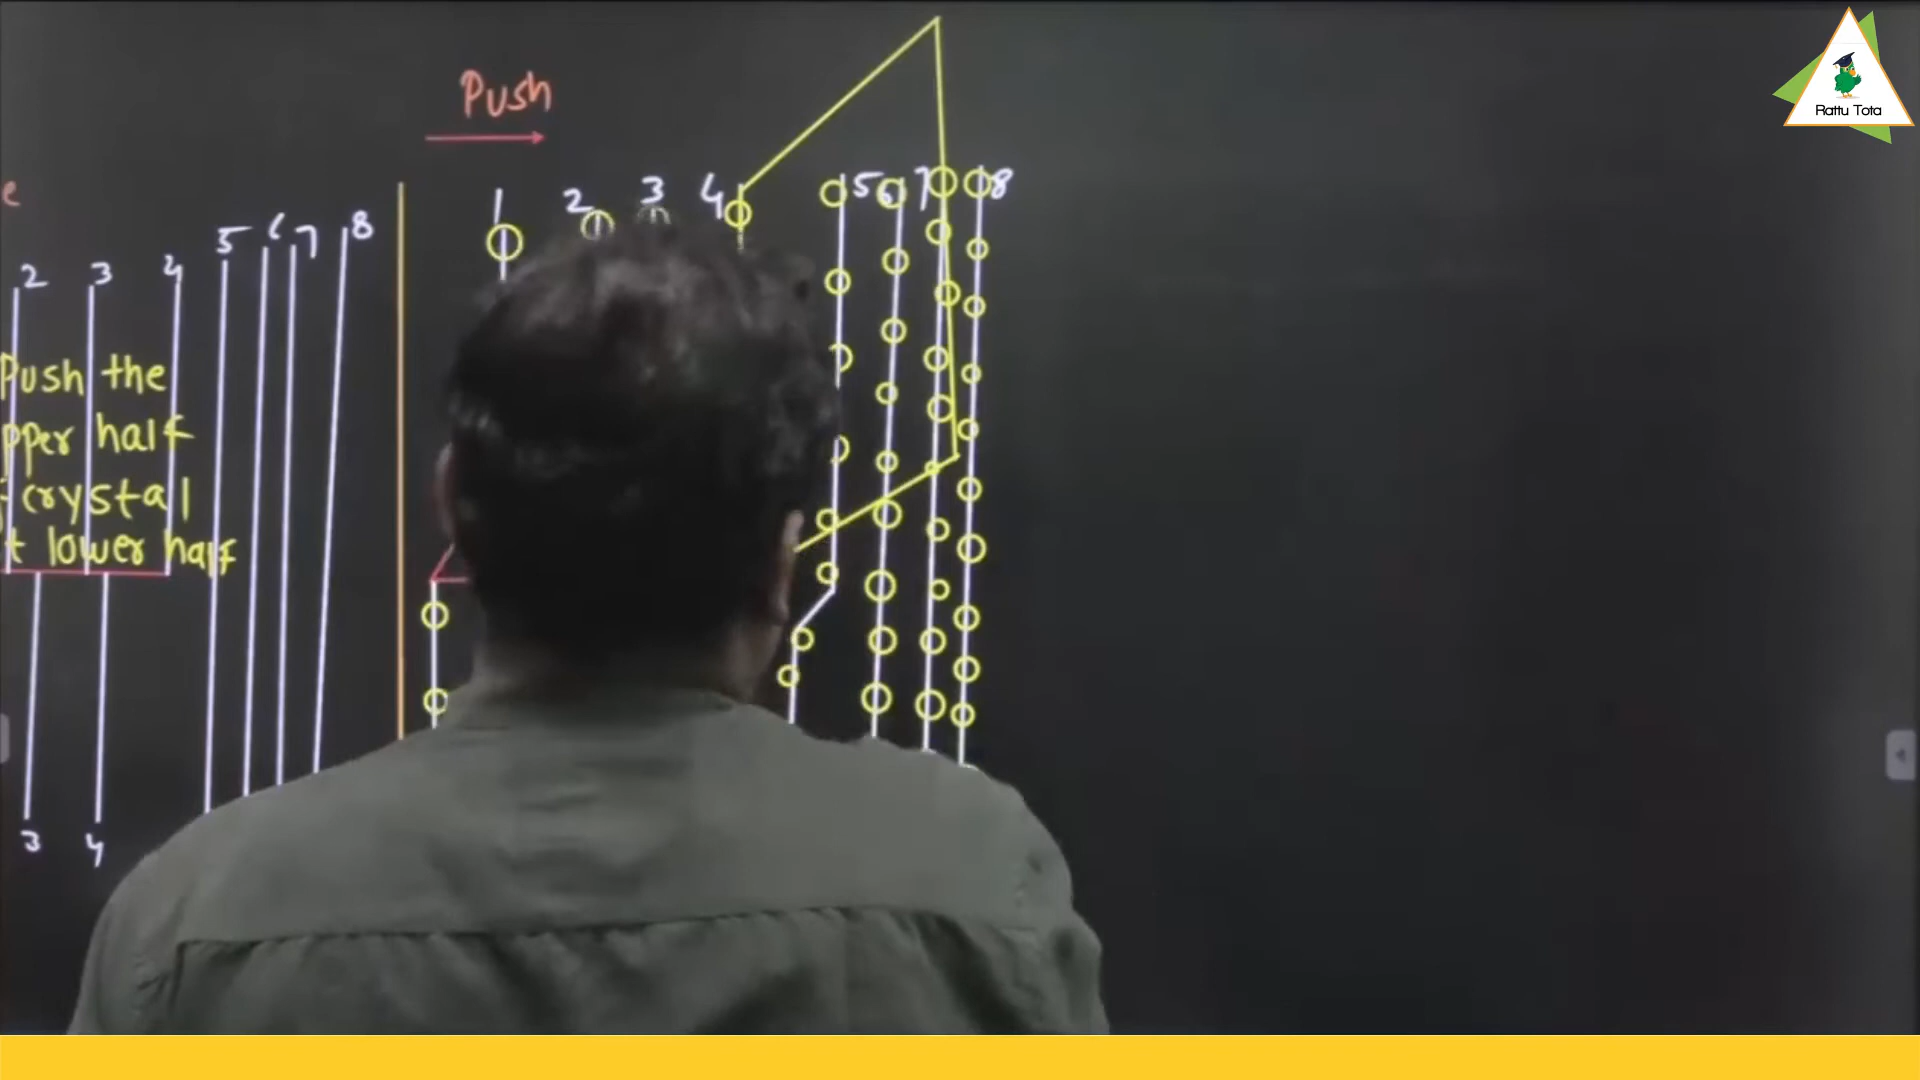 Push
e
1 2 3 4 5 6 7 8
2 3 4 5 6 7 8
Push the
pper half
f crystal
t lower half
3 4
Rattu Tota